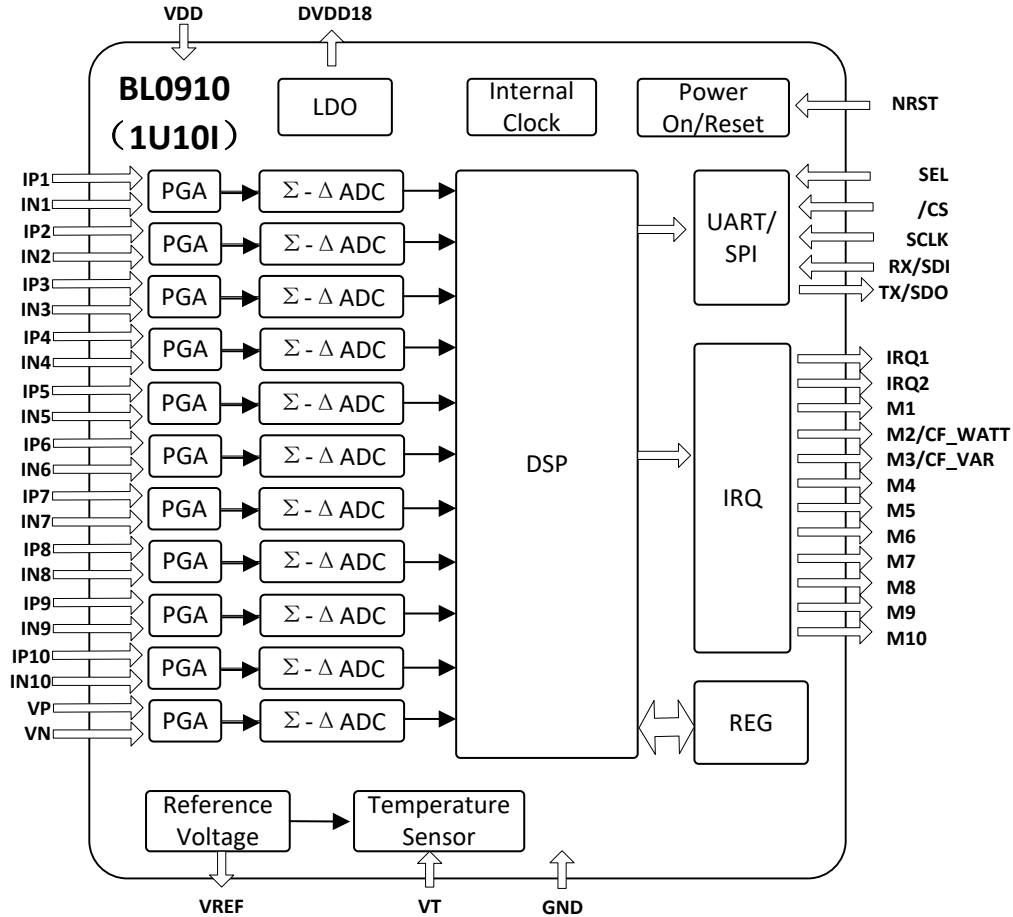 VDD
DVDD18
BL0910
（1U10I）
LDO
Internal
Clock
Power
On/Reset
NRST
IP1
IN1
PGA
Σ - Δ ADC
IP2
IN2
PGA
Σ - Δ ADC
IP3
IN3
PGA
Σ - Δ ADC
IP4
IN4
PGA
Σ - Δ ADC
IP5
IN5
PGA
Σ - Δ ADC
IP6
IN6
PGA
Σ - Δ ADC
IP7
IN7
PGA
Σ - Δ ADC
IP8
IN8
PGA
Σ - Δ ADC
IP9
IN9
PGA
Σ - Δ ADC
IP10
IN10
PGA
Σ - Δ ADC
VP
VN
PGA
Σ - Δ ADC
DSP
UART/
SPI
SEL
/CS
SCLK
RX/SDI
TX/SDO
IRQ
IRQ1
IRQ2
M1
M2/CF_WATT
M3/CF_VAR
M4
M5
M6
M7
M8
M9
M10
REG
Reference
Voltage
Temperature
Sensor
VREF
VT
GND